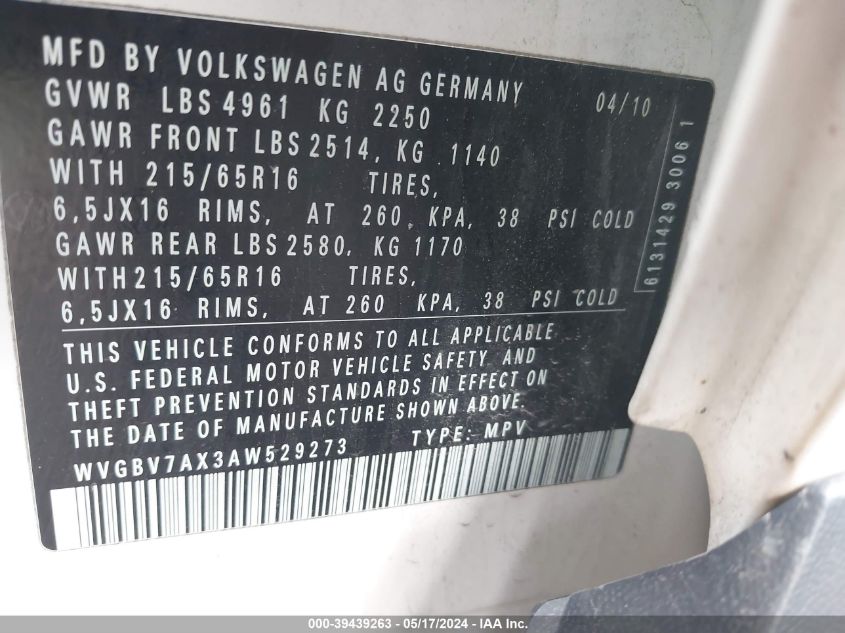 MFD BY VOLKSWAGEN AG GERMANY 04/10
GVWR LBS 4961 KG 2250
GAWR FRONT LBS 2514, KG 1140
WITH 215/65R16 TIRES,
6,5JX16 RIMS, AT 260 KPA, 38 PSI COLD
GAWR REAR LBS 2580, KG 1170
WITH 215/65R16 TIRES,
6,5JX16 RIMS, AT 260 KPA, 38 PSI COLD
6131429 3006 1
THIS VEHICLE CONFORMS TO ALL APPLICABLE
U.S. FEDERAL MOTOR VEHICLE SAFETY AND
THEFT PREVENTION STANDARDS IN EFFECT ON
THE DATE OF MANUFACTURE SHOWN ABOVE.
WVGBV7AX3AW529273 TYPE: MPV
000-39439263 - 05/17/2024 - IAA Inc.